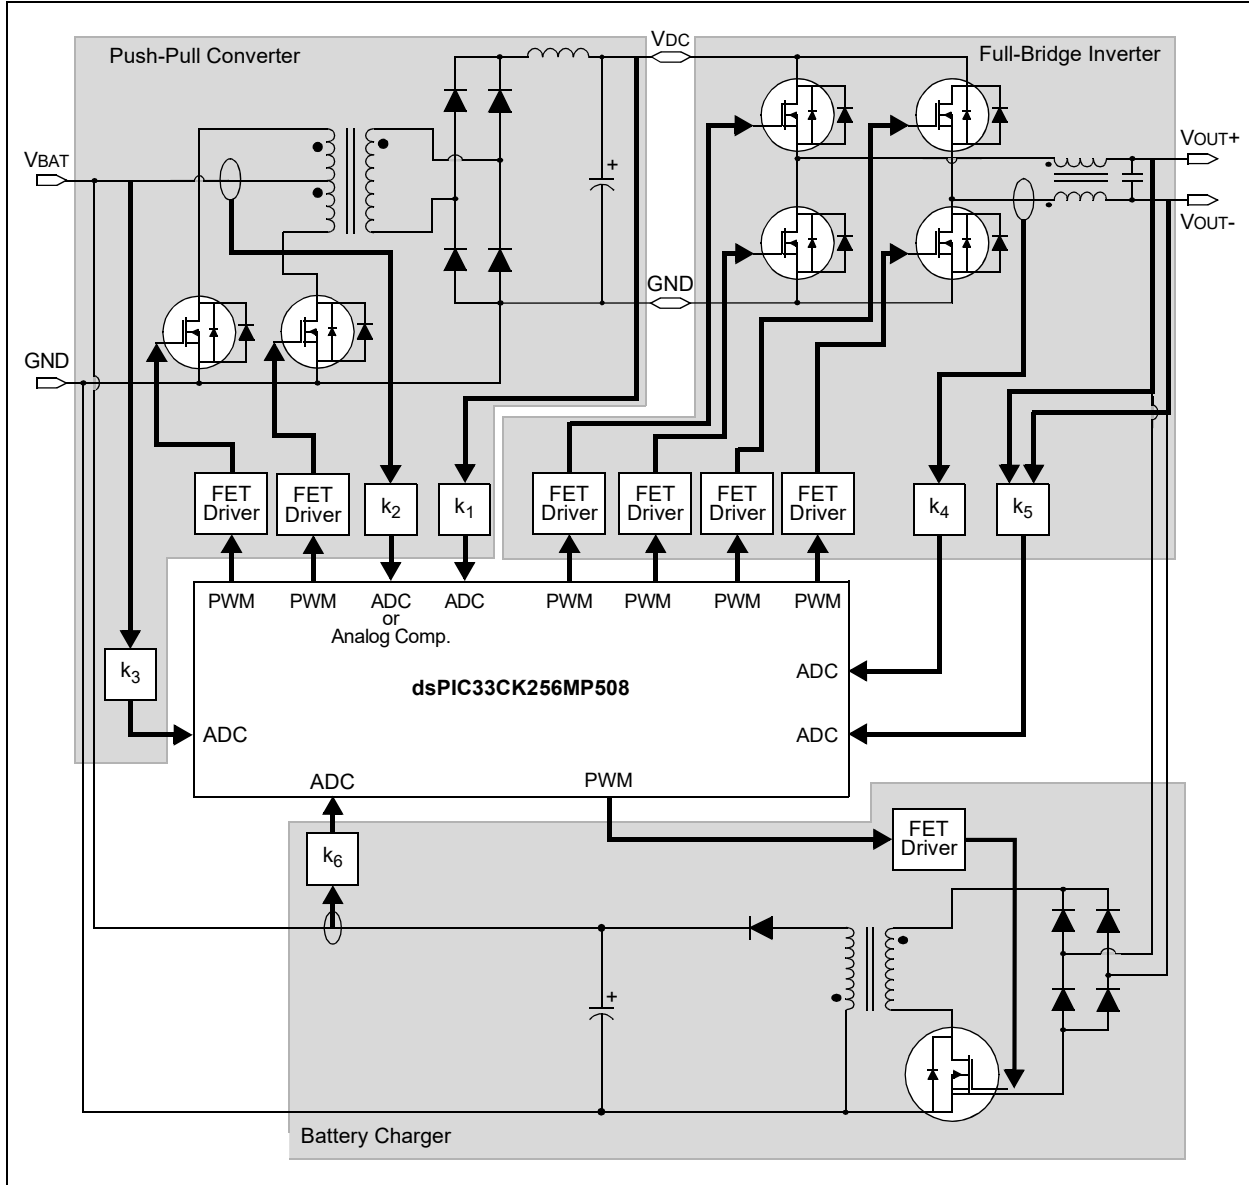 Push-Pull Converter
VDC
Full-Bridge Inverter
VBAT
VOUT+
VOUT-
GND
GND
FET
Driver
FET
Driver
k2
k1
FET
Driver
FET
Driver
FET
Driver
FET
Driver
k4
k5
PWM
PWM
ADC
or
Analog Comp.
ADC
PWM
PWM
PWM
PWM
k3
ADC
dsPIC33CK256MP508
ADC
ADC
ADC
PWM
k6
FET
Driver
+
+
Battery Charger